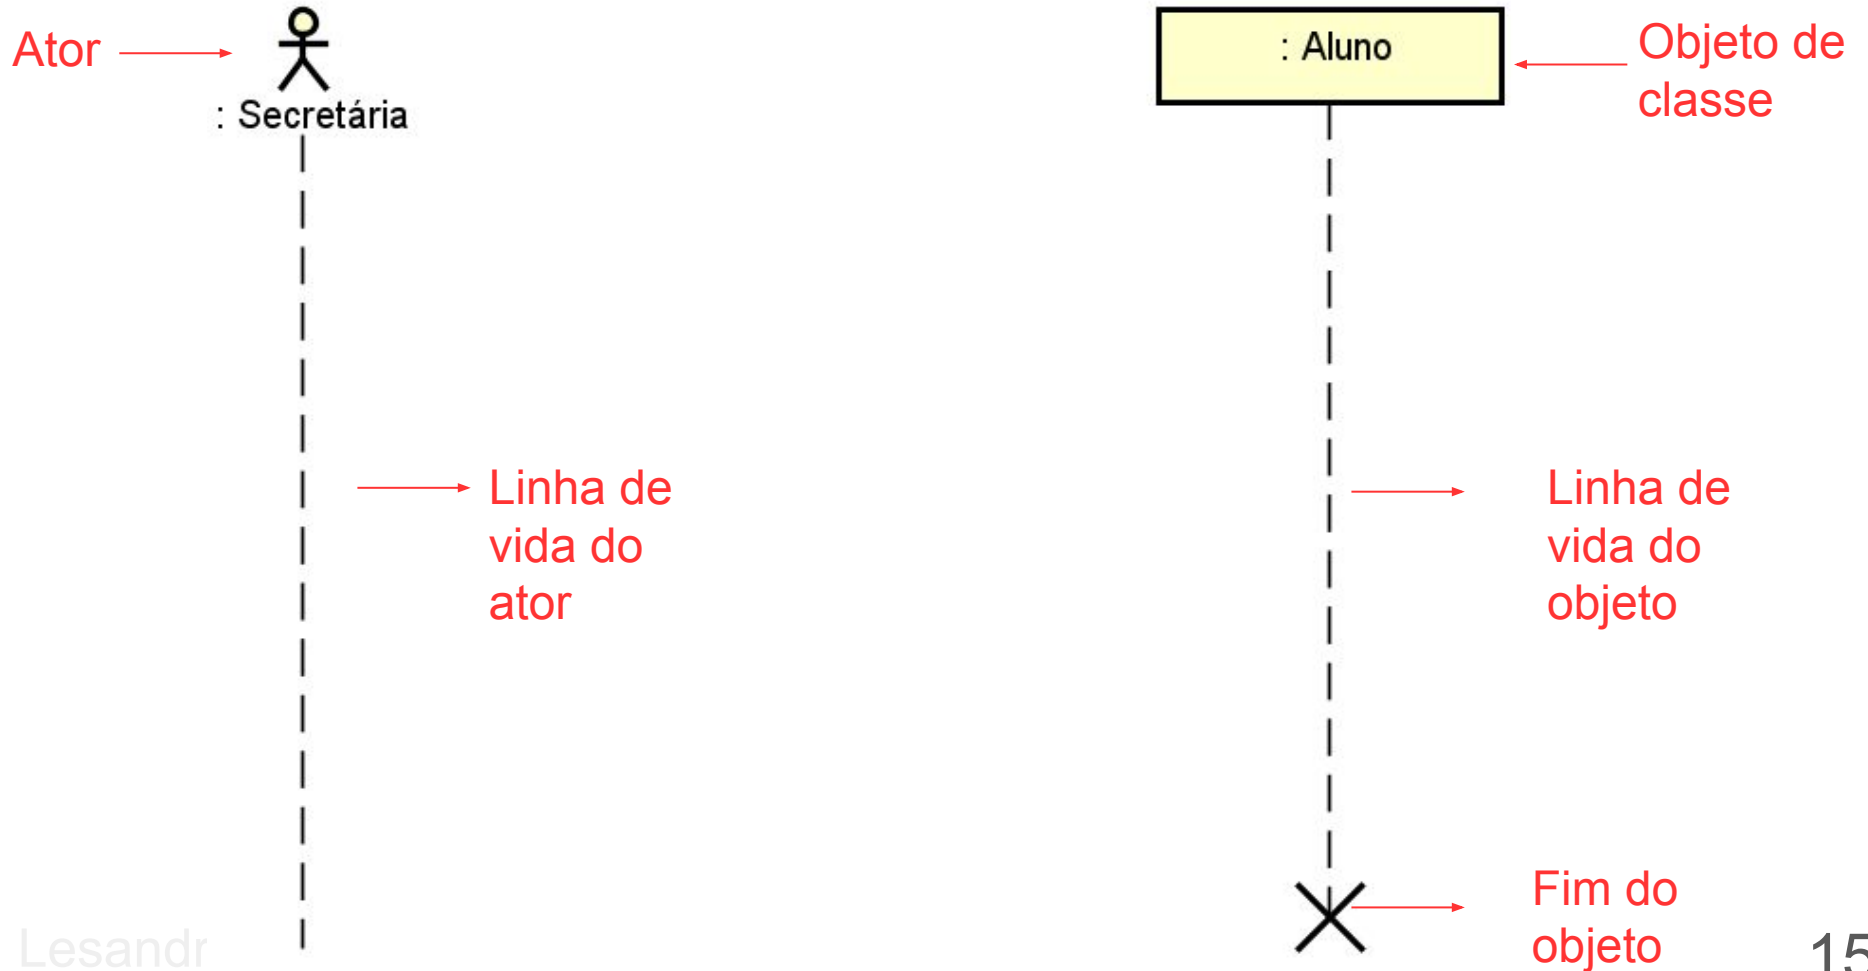 Ator
: Secretária
: Aluno
Objeto de
classe
Linha de
vida do
ator
Linha de
vida do
objeto
Fim do
objeto
Lesandr
15